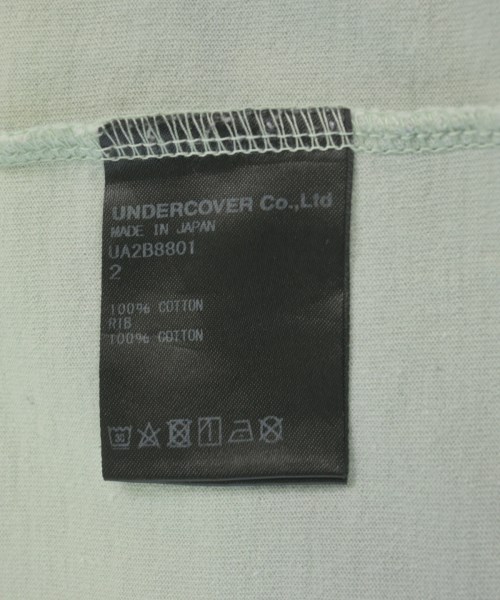 UNDERCOVER Co.,Ltd
MADE IN JAPAN
UA2B8801
2
100% COTTON
RIB
100% COTTON